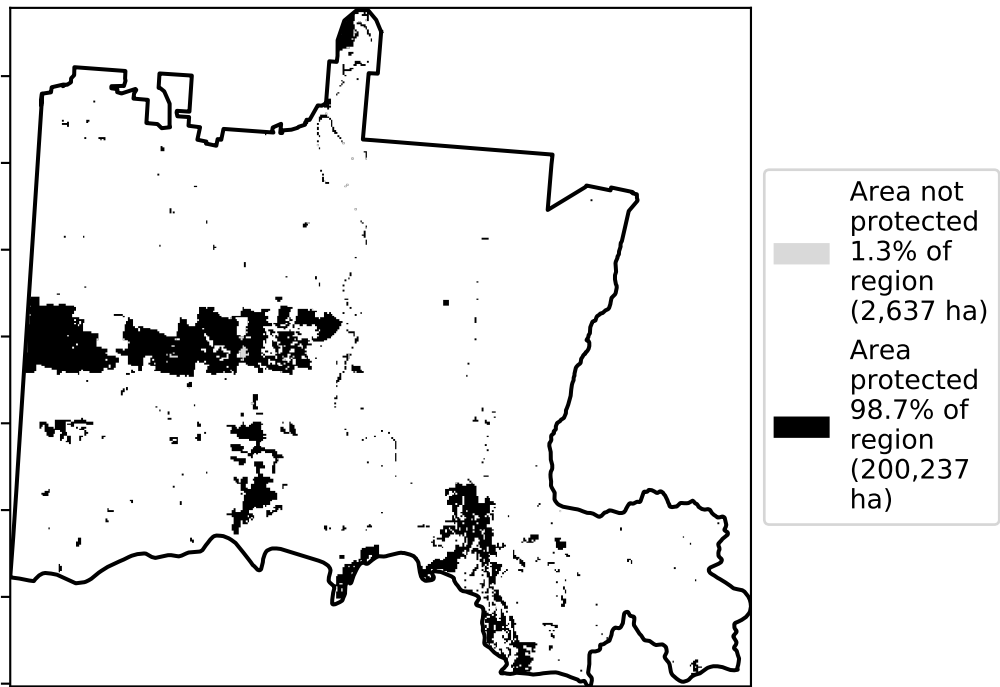 Area not
protected
1.3% of
region
(2,637 ha)
Area
protected
98.7% of
region
(200,237
ha)